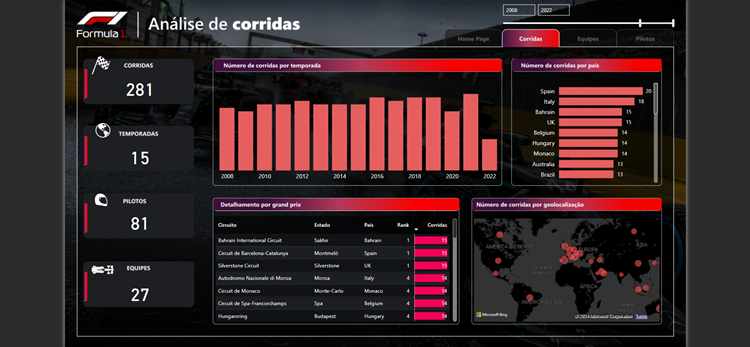 Formula 1
Análise de corridas
2008
2022
Home Page
Corridas
Equipes
Pilotos
CORRIDAS
281
TEMPORADAS
15
PILOTOS
81
EQUIPES
27
Número de corridas por temporada
2008
2010
2012
2014
2016
2018
2020
2022
Número de corridas por país
Spain 20
Italy 18
Bahrain 15
UK 15
Belgium 14
Hungary 14
Monaco 14
Australia 13
Brazil 13
Detalhamento por grand prix
Circuito Estado País Rank Corridas
Bahrain International Circuit Sakhir Bahrain 1 15
Circuit de Barcelona-Catalunya Montmeló Spain 1 15
Silverstone Circuit Silverstone UK 1 15
Autodromo Nazionale di Monza Monza Italy 4 14
Circuit de Monaco Monte-Carlo Monaco 4 14
Circuit de Spa-Francorchamps Spa Belgium 4 14
Hungaroring Budapest Hungary 4 14
Número de corridas por geolocalização
AMÉRICA DO NORTE
EUROPA
ÁSIA
ÁFRICA
AMÉRICA DO SUL
Microsoft Bing
Microsoft Corporation